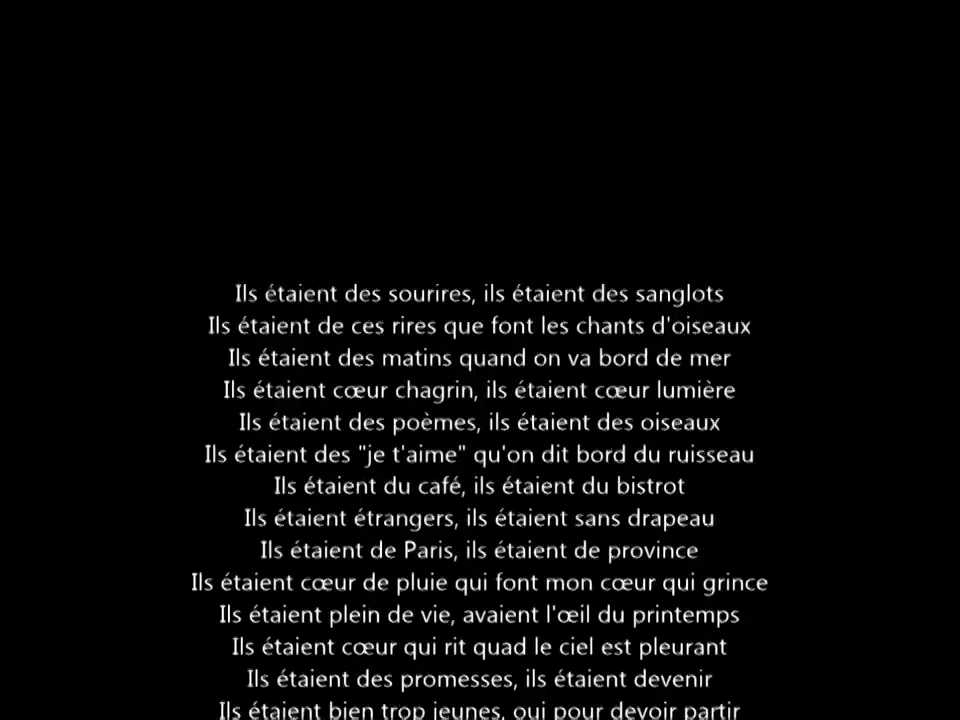 Ils étaient des sourires, ils étaient des sanglots
Ils étaient de ces rires que font les chants d'oiseaux
Ils étaient des matins quand on va bord de mer
Ils étaient cœur chagrin, ils étaient cœur lumière
Ils étaient des poèmes, ils étaient des oiseaux
Ils étaient des "je t'aime" qu'on dit bord du ruisseau
Ils étaient du café, ils étaient du bistrot
Ils étaient étrangers, ils étaient sans drapeau
Ils étaient de Paris, ils étaient de province
Ils étaient cœur de pluie qui font mon cœur qui grince
Ils étaient plein de vie, avaient l'œil du printemps
Ils étaient cœur qui rit quad le ciel est pleurant
Ils étaient des promesses, ils étaient devenir
Ils étaient bien trop jeunes, oui pour devoir partir